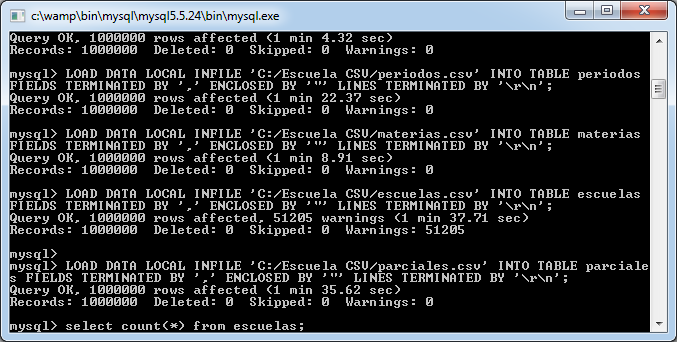 c:\wamp\bin\mysql\mysql5.5.24\bin\mysql.exe
Query OK, 1000000 rows affected (1 min 4.32 sec)
Records: 1000000  Deleted: 0  Skipped: 0  Warnings: 0
mysql> LOAD DATA LOCAL INFILE 'C:/Escuela CSV/periodos.csv' INTO TABLE periodos
FIELDS TERMINATED BY ',' ENCLOSED BY '"' LINES TERMINATED BY '\r\n';
Query OK, 1000000 rows affected (1 min 22.37 sec)
Records: 1000000  Deleted: 0  Skipped: 0  Warnings: 0
mysql> LOAD DATA LOCAL INFILE 'C:/Escuela CSV/materias.csv' INTO TABLE materias
FIELDS TERMINATED BY ',' ENCLOSED BY '"' LINES TERMINATED BY '\r\n';
Query OK, 1000000 rows affected (1 min 8.91 sec)
Records: 1000000  Deleted: 0  Skipped: 0  Warnings: 0
mysql> LOAD DATA LOCAL INFILE 'C:/Escuela CSV/escuelas.csv' INTO TABLE escuelas
FIELDS TERMINATED BY ',' ENCLOSED BY '"' LINES TERMINATED BY '\r\n';
Query OK, 1000000 rows affected, 51205 warnings (1 min 37.71 sec)
Records: 1000000  Deleted: 0  Skipped: 0  Warnings: 51205
mysql>
mysql> LOAD DATA LOCAL INFILE 'C:/Escuela CSV/parciales.csv' INTO TABLE parciale
s FIELDS TERMINATED BY ',' ENCLOSED BY '"' LINES TERMINATED BY '\r\n';
Query OK, 1000000 rows affected (1 min 35.62 sec)
Records: 1000000  Deleted: 0  Skipped: 0  Warnings: 0
mysql> select count(*) from escuelas;